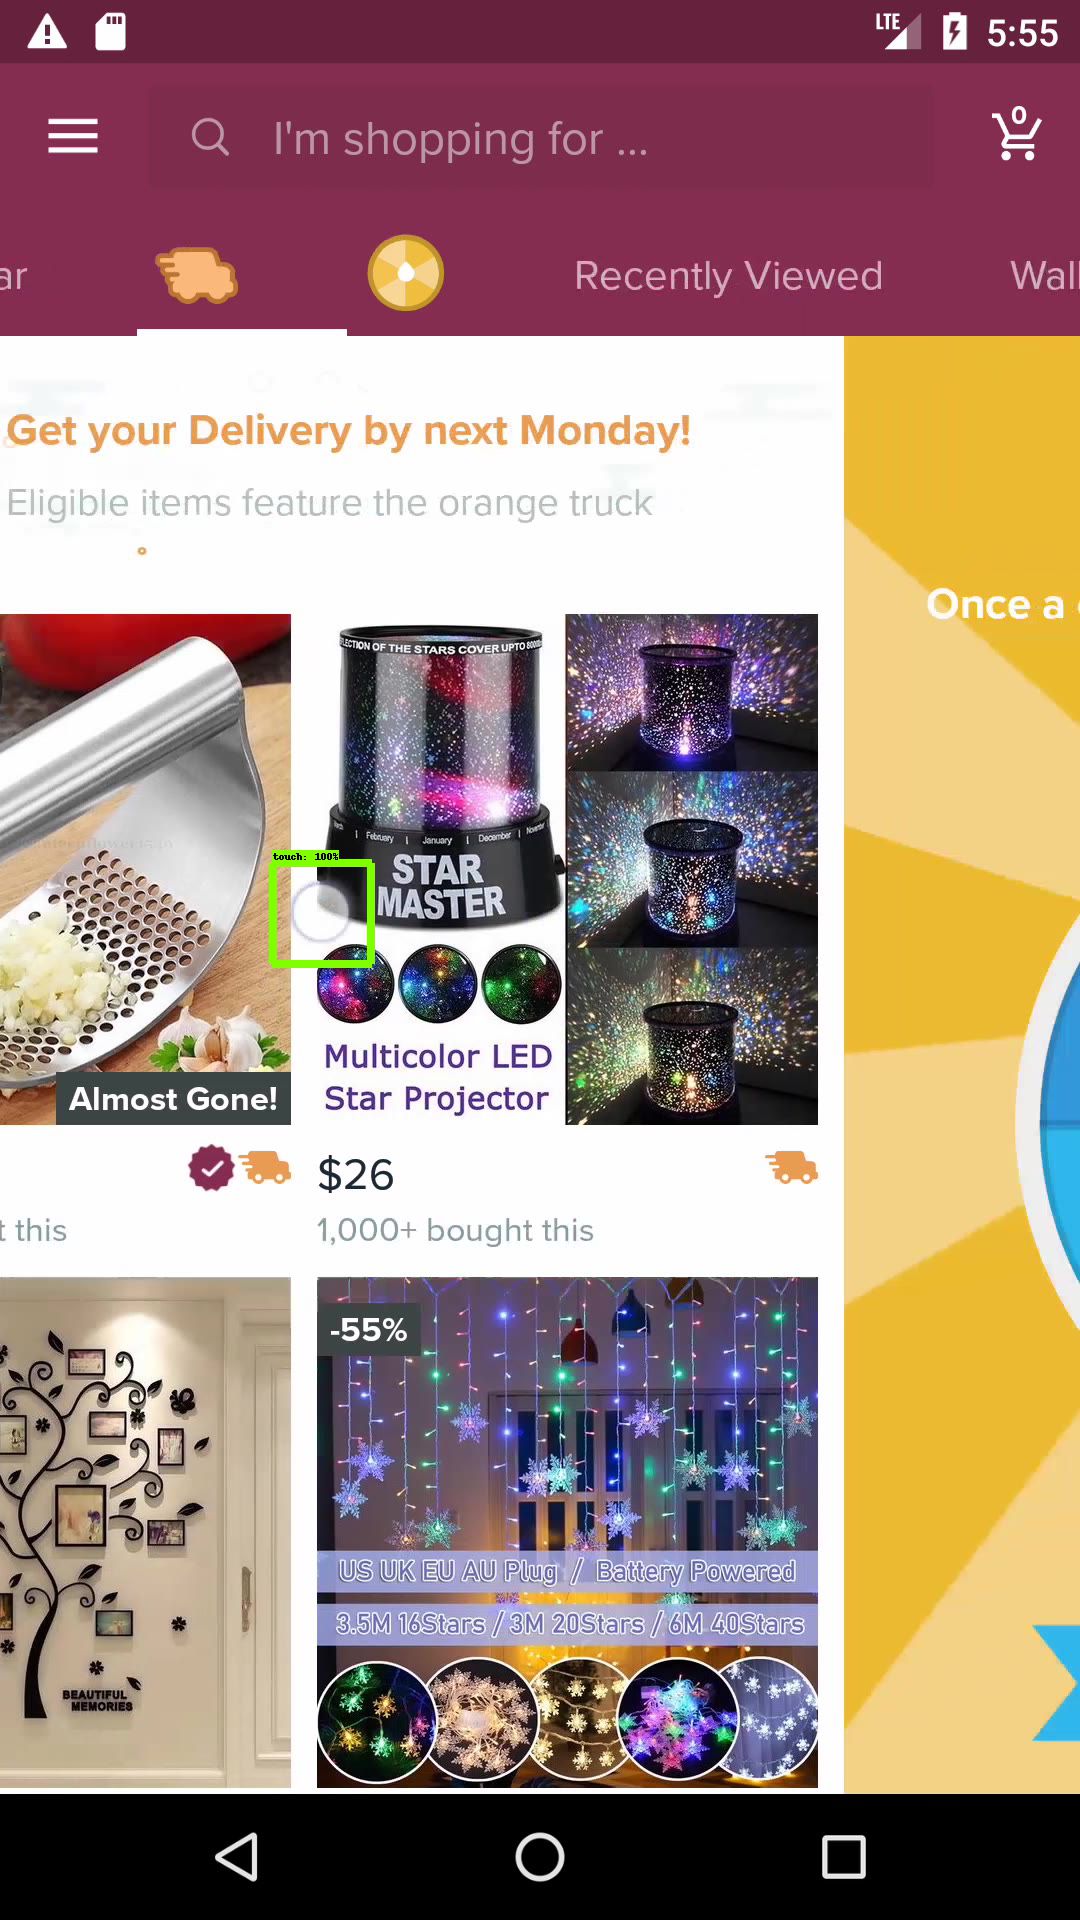 5:55
LTE
I'm shopping for ...
0
ar
Recently Viewed
Wal
Get your Delivery by next Monday!
Eligible items feature the orange truck
Once a
LECTION OF THE STARS COVER UPTO
February
January
December
November
STAR
MASTER
touch: 100%
Multicolor LED
Star Projector
Almost Gone!
$26
t this
1,000+ bought this
-55%
US UK EU AU Plug / Battery Powered
3.5M 16Stars / 3M 20Stars / 6M 40Stars
BEAUTIFUL
MEMORIES